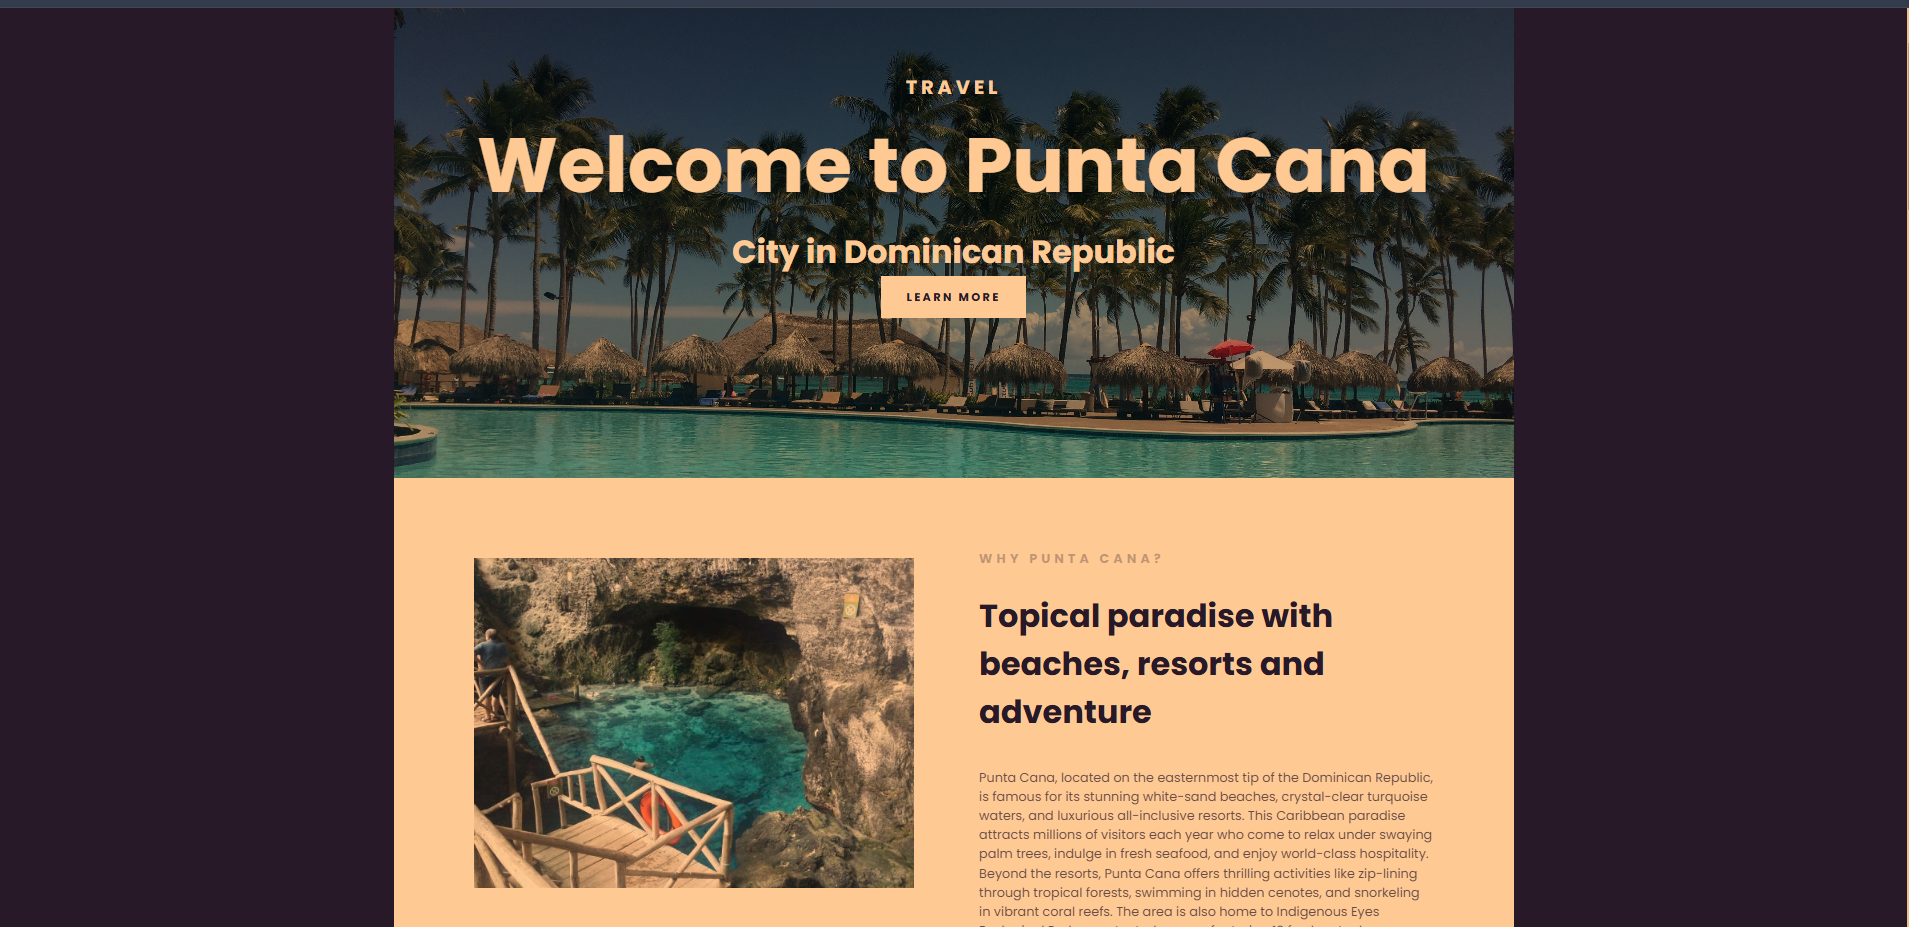 TRAVEL
Welcome to Punta Cana
City in Dominican Republic
LEARN MORE
WHY PUNTA CANA?
Topical paradise with
beaches, resorts and
adventure
Punta Cana, located on the easternmost tip of the Dominican Republic,
is famous for its stunning white-sand beaches, crystal-clear turquoise
waters, and luxurious all-inclusive resorts. This Caribbean paradise
attracts millions of visitors each year who come to relax under swaying
palm trees, indulge in fresh seafood, and enjoy world-class hospitality.
Beyond the resorts, Punta Cana offers thrilling activities like zip-lining
through tropical forests, swimming in hidden cenotes, and snorkeling
in vibrant coral reefs. The area is also home to Indigenous Eyes